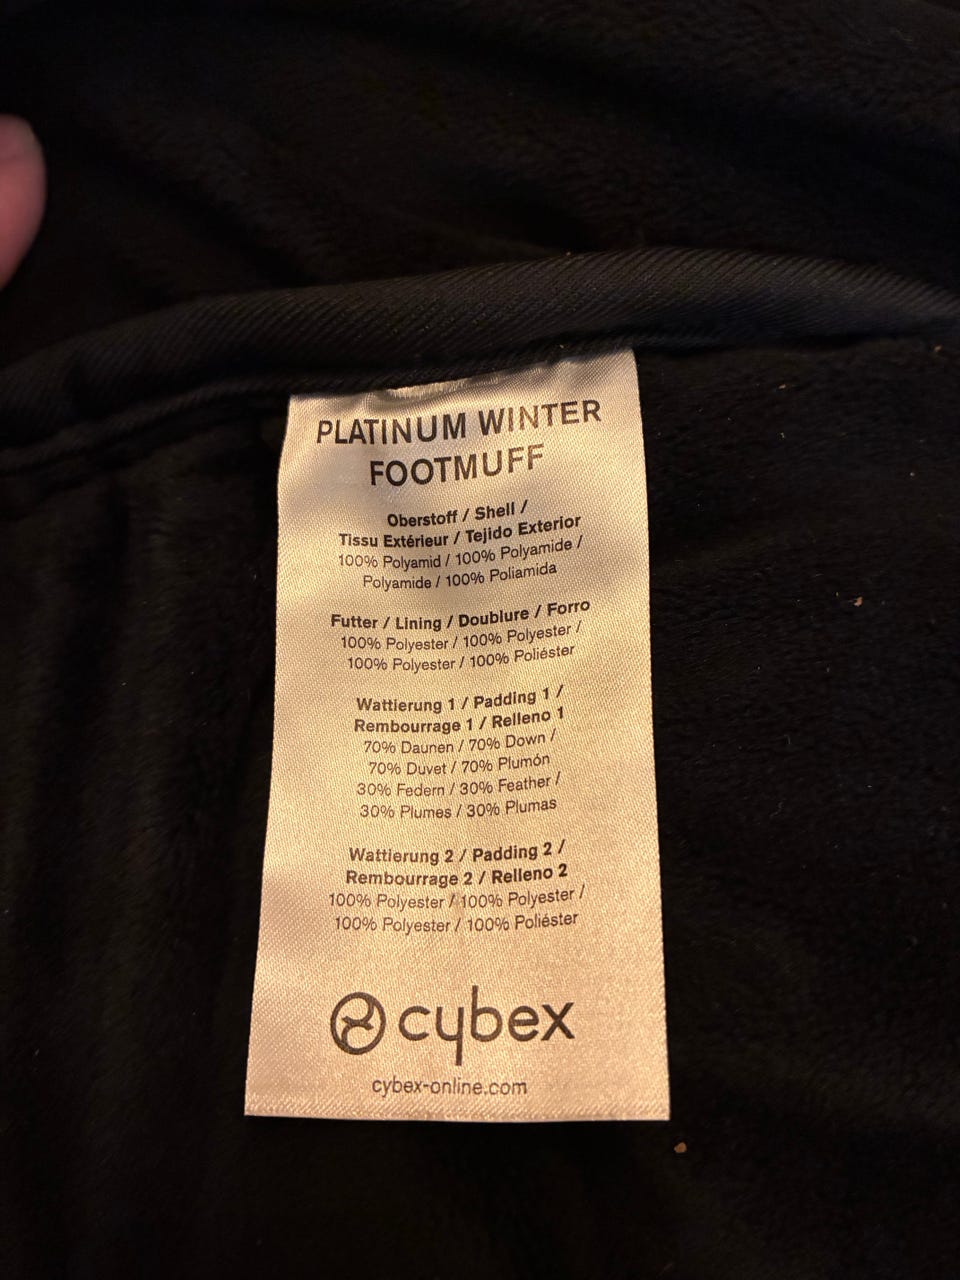 PLATINUM WINTER
FOOTMUFF
Oberstoff / Shell /
Tissu Extérieur / Tejido Exterior
100% Polyamid / 100% Polyamide /
Polyamide / 100% Poliamida
Futter / Lining / Doublure / Forro
100% Polyester / 100% Polyester /
100% Polyester / 100% Poliéster
Wattierung 1 / Padding 1 /
Rembourrage 1 / Relleno 1
70% Daunen / 70% Down /
70% Duvet / 70% Plumón
30% Federn / 30% Feather /
30% Plumes / 30% Plumas
Wattierung 2 / Padding 2 /
Rembourrage 2 / Relleno 2
100% Polyester / 100% Polyester /
100% Polyester / 100% Poliéster
cybex
cybex-online.com